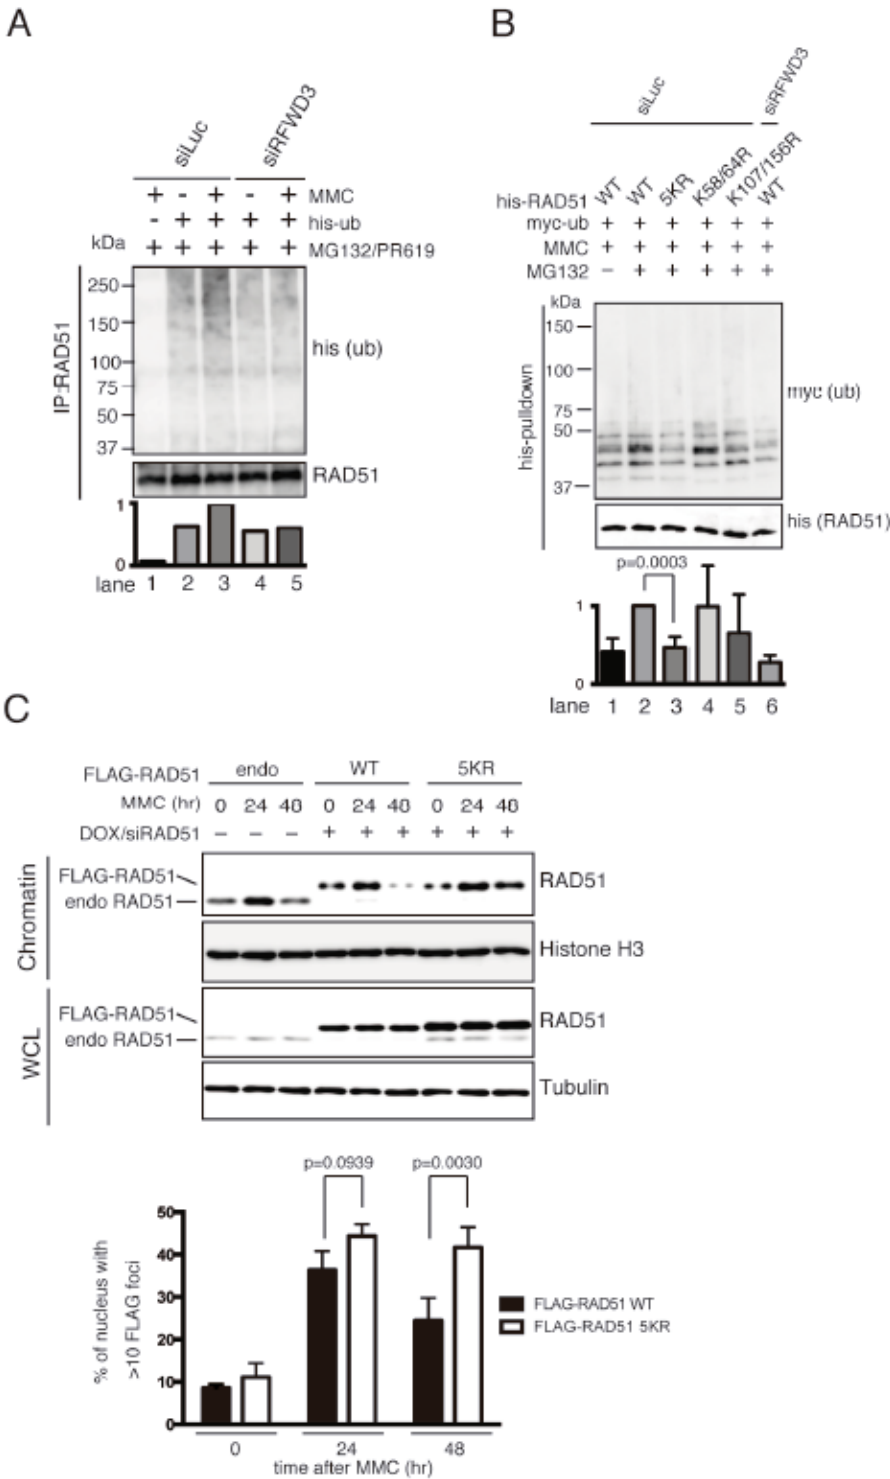 A
siLuc siRFWD3
+ - + - + MMC
- + + + + his-ub
kDa + + + + + MG132/PR619
250
150
100
75
50
37
IP:RAD51
his (ub)
RAD51
1
0
lane 1 2 3 4 5
B
siLuc siRFWD3
his-RAD51 WT WT 5KR K58/64R K107/156R WT
myc-ub + + + + + +
MMC + + + + + +
MG132 - + + + + +
kDa
150
100
75
50
37
his-pulldown
myc (ub)
his (RAD51)
p=0.0003
1
0
lane 1 2 3 4 5 6
C
FLAG-RAD51 endo WT 5KR
MMC (hr) 0 24 48 0 24 48 0 24 48
DOX/siRAD51 - - - + + + + + +
Chromatin
FLAG-RAD51
endo RAD51
RAD51
Histone H3
WCL
FLAG-RAD51
endo RAD51
RAD51
Tubulin
p=0.0939 p=0.0030
% of nucleus with
>10 FLAG foci
50
40
30
20
10
0
FLAG-RAD51 WT
FLAG-RAD51 5KR
0 24 48
time after MMC (hr)